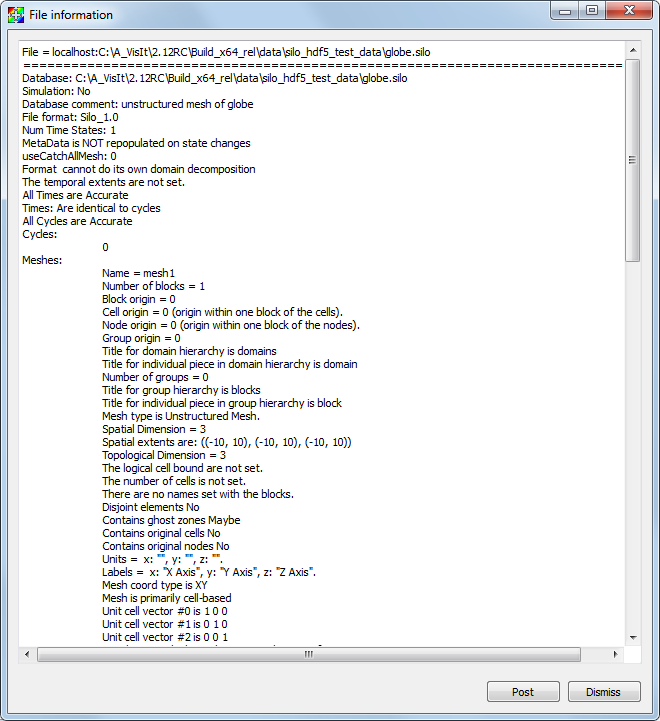 File information
File = localhost:C:\A_VisIt\2.12RC\Build_x64_rel\data\silo_hdf5_test_data\globe.silo
==========================================================================
Database: C:\A_VisIt\2.12RC\Build_x64_rel\data\silo_hdf5_test_data\globe.silo
Simulation: No
Database comment: unstructured mesh of globe
File format: Silo_1.0
Num Time States: 1
MetaData is NOT repopulated on state changes
useCatchAllMesh: 0
Format  cannot do its own domain decomposition
The temporal extents are not set.
All Times are Accurate
Times: Are identical to cycles
All Cycles are Accurate
Cycles:
0
Meshes:
Name = mesh1
Number of blocks = 1
Block origin = 0
Cell origin = 0 (origin within one block of the cells).
Node origin = 0 (origin within one block of the nodes).
Group origin = 0
Title for domain hierarchy is domains
Title for individual piece in domain hierarchy is domain
Number of groups = 0
Title for group hierarchy is blocks
Title for individual piece in group hierarchy is block
Mesh type is Unstructured Mesh.
Spatial Dimension = 3
Spatial extents are: ((-10, 10), (-10, 10), (-10, 10))
Topological Dimension = 3
The logical cell bound are not set.
The number of cells is not set.
There are no names set with the blocks.
Disjoint elements No
Contains ghost zones Maybe
Contains original cells No
Contains original nodes No
Units =  x: "", y: "", z: "".
Labels =  x: "X Axis", y: "Y Axis", z: "Z Axis".
Mesh coord type is XY
Mesh is primarily cell-based
Unit cell vector #0 is 1 0 0
Unit cell vector #1 is 0 1 0
Unit cell vector #2 is 0 0 1
Post
Dismiss